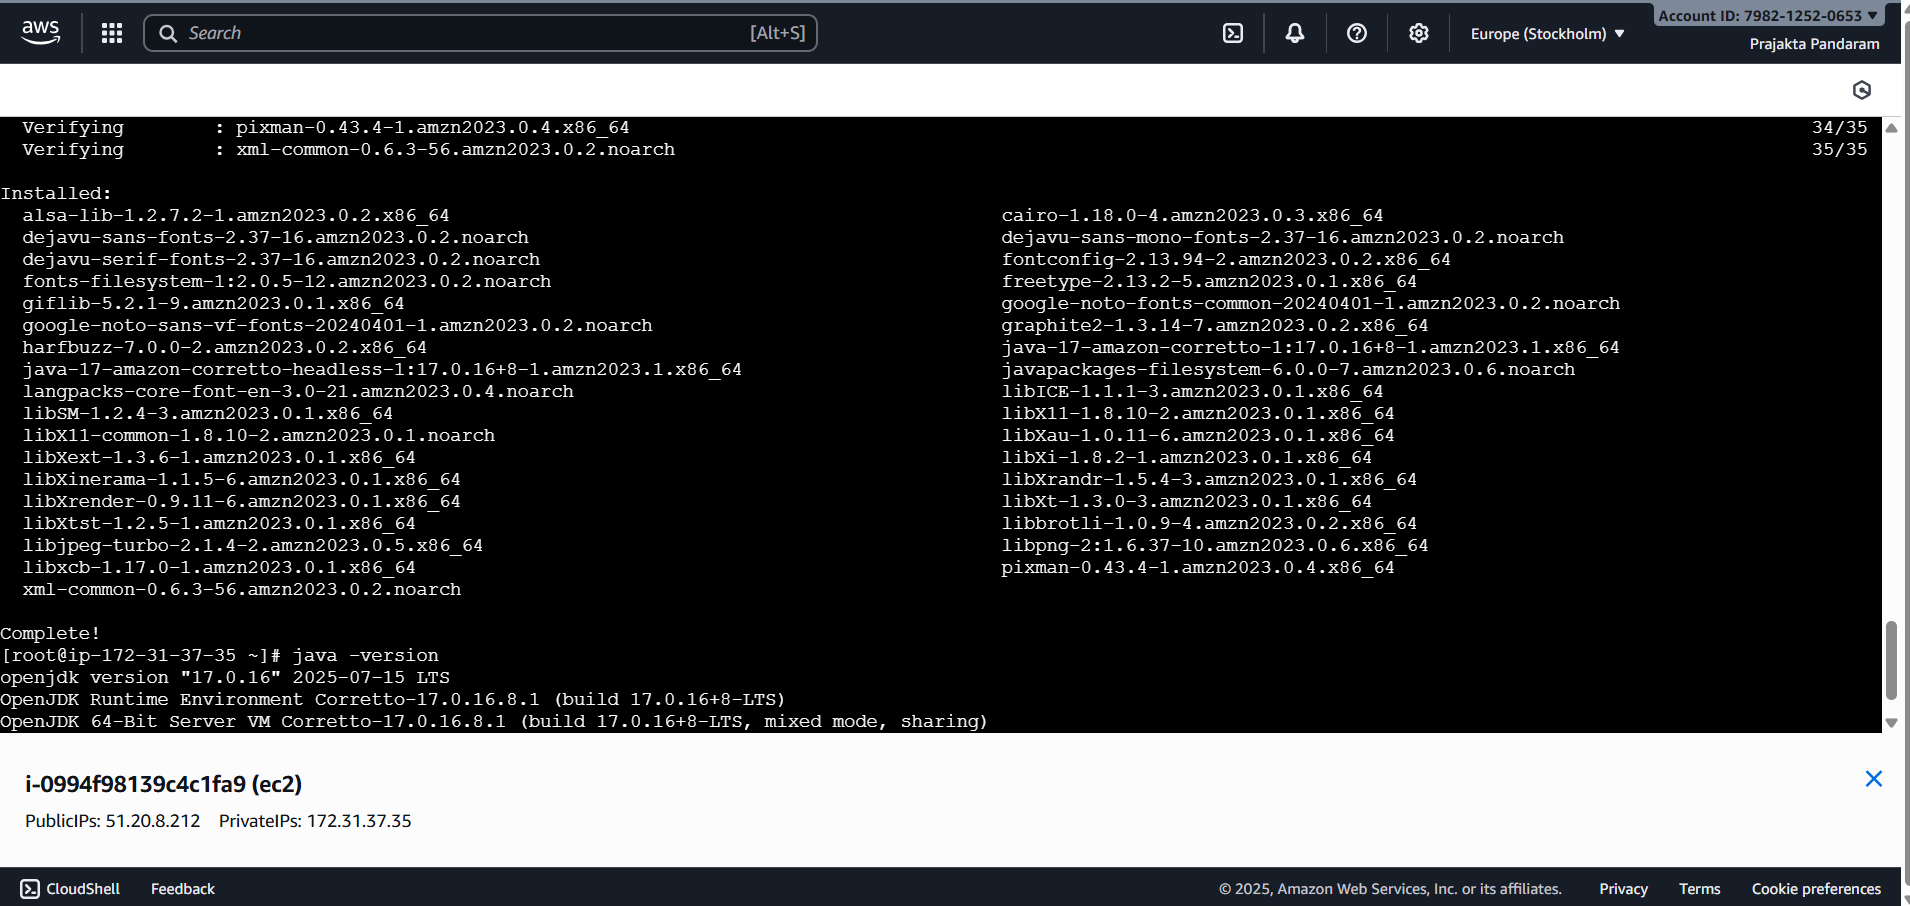 aws Search [Alt+S] Europe (Stockholm) ▼ Account ID: 7982-1252-0653 ▼
Prajakta Pandaram
Verifying : pixman-0.43.4-1.amzn2023.0.4.x86_64 34/35
Verifying : xml-common-0.6.3-56.amzn2023.0.2.noarch 35/35
Installed:
alsa-lib-1.2.7.2-1.amzn2023.0.2.x86_64 cairo-1.18.0-4.amzn2023.0.3.x86_64
dejavu-sans-fonts-2.37-16.amzn2023.0.2.noarch dejavu-sans-mono-fonts-2.37-16.amzn2023.0.2.noarch
dejavu-serif-fonts-2.37-16.amzn2023.0.2.noarch fontconfig-2.13.94-2.amzn2023.0.2.x86_64
fonts-filesystem-1:2.0.5-12.amzn2023.0.2.noarch freetype-2.13.2-5.amzn2023.0.1.x86_64
giflib-5.2.1-9.amzn2023.0.1.x86_64 google-noto-fonts-common-20240401-1.amzn2023.0.2.noarch
google-noto-sans-vf-fonts-20240401-1.amzn2023.0.2.noarch graphite2-1.3.14-7.amzn2023.0.2.x86_64
harfbuzz-7.0.0-2.amzn2023.0.2.x86_64 java-17-amazon-corretto-1:17.0.16+8-1.amzn2023.1.x86_64
java-17-amazon-corretto-headless-1:17.0.16+8-1.amzn2023.1.x86_64 javapackages-filesystem-6.0.0-7.amzn2023.0.6.noarch
langpacks-core-font-en-3.0-21.amzn2023.0.4.noarch libICE-1.1.1-3.amzn2023.0.1.x86_64
libSM-1.2.4-3.amzn2023.0.1.x86_64 libX11-1.8.10-2.amzn2023.0.1.x86_64
libX11-common-1.8.10-2.amzn2023.0.1.noarch libXau-1.0.11-6.amzn2023.0.1.x86_64
libXext-1.3.6-1.amzn2023.0.1.x86_64 libXi-1.8.2-1.amzn2023.0.1.x86_64
libXinerama-1.1.5-6.amzn2023.0.1.x86_64 libXrandr-1.5.4-3.amzn2023.0.1.x86_64
libXrender-0.9.11-6.amzn2023.0.1.x86_64 libXt-1.3.0-3.amzn2023.0.1.x86_64
libXtst-1.2.5-1.amzn2023.0.1.x86_64 libbrotli-1.0.9-4.amzn2023.0.2.x86_64
libjpeg-turbo-2.1.4-2.amzn2023.0.5.x86_64 libpng-2:1.6.37-10.amzn2023.0.6.x86_64
libxcb-1.17.0-1.amzn2023.0.1.x86_64 pixman-0.43.4-1.amzn2023.0.4.x86_64
xml-common-0.6.3-56.amzn2023.0.2.noarch
Complete!
[root@ip-172-31-37-35 ~]# java -version
openjdk version "17.0.16" 2025-07-15 LTS
OpenJDK Runtime Environment Corretto-17.0.16.8.1 (build 17.0.16+8-LTS)
OpenJDK 64-Bit Server VM Corretto-17.0.16.8.1 (build 17.0.16+8-LTS, mixed mode, sharing)
i-0994f98139c4c1fa9 (ec2)
PublicIPs: 51.20.8.212 PrivateIPs: 172.31.37.35
CloudShell Feedback © 2025, Amazon Web Services, Inc. or its affiliates. Privacy Terms Cookie preferences